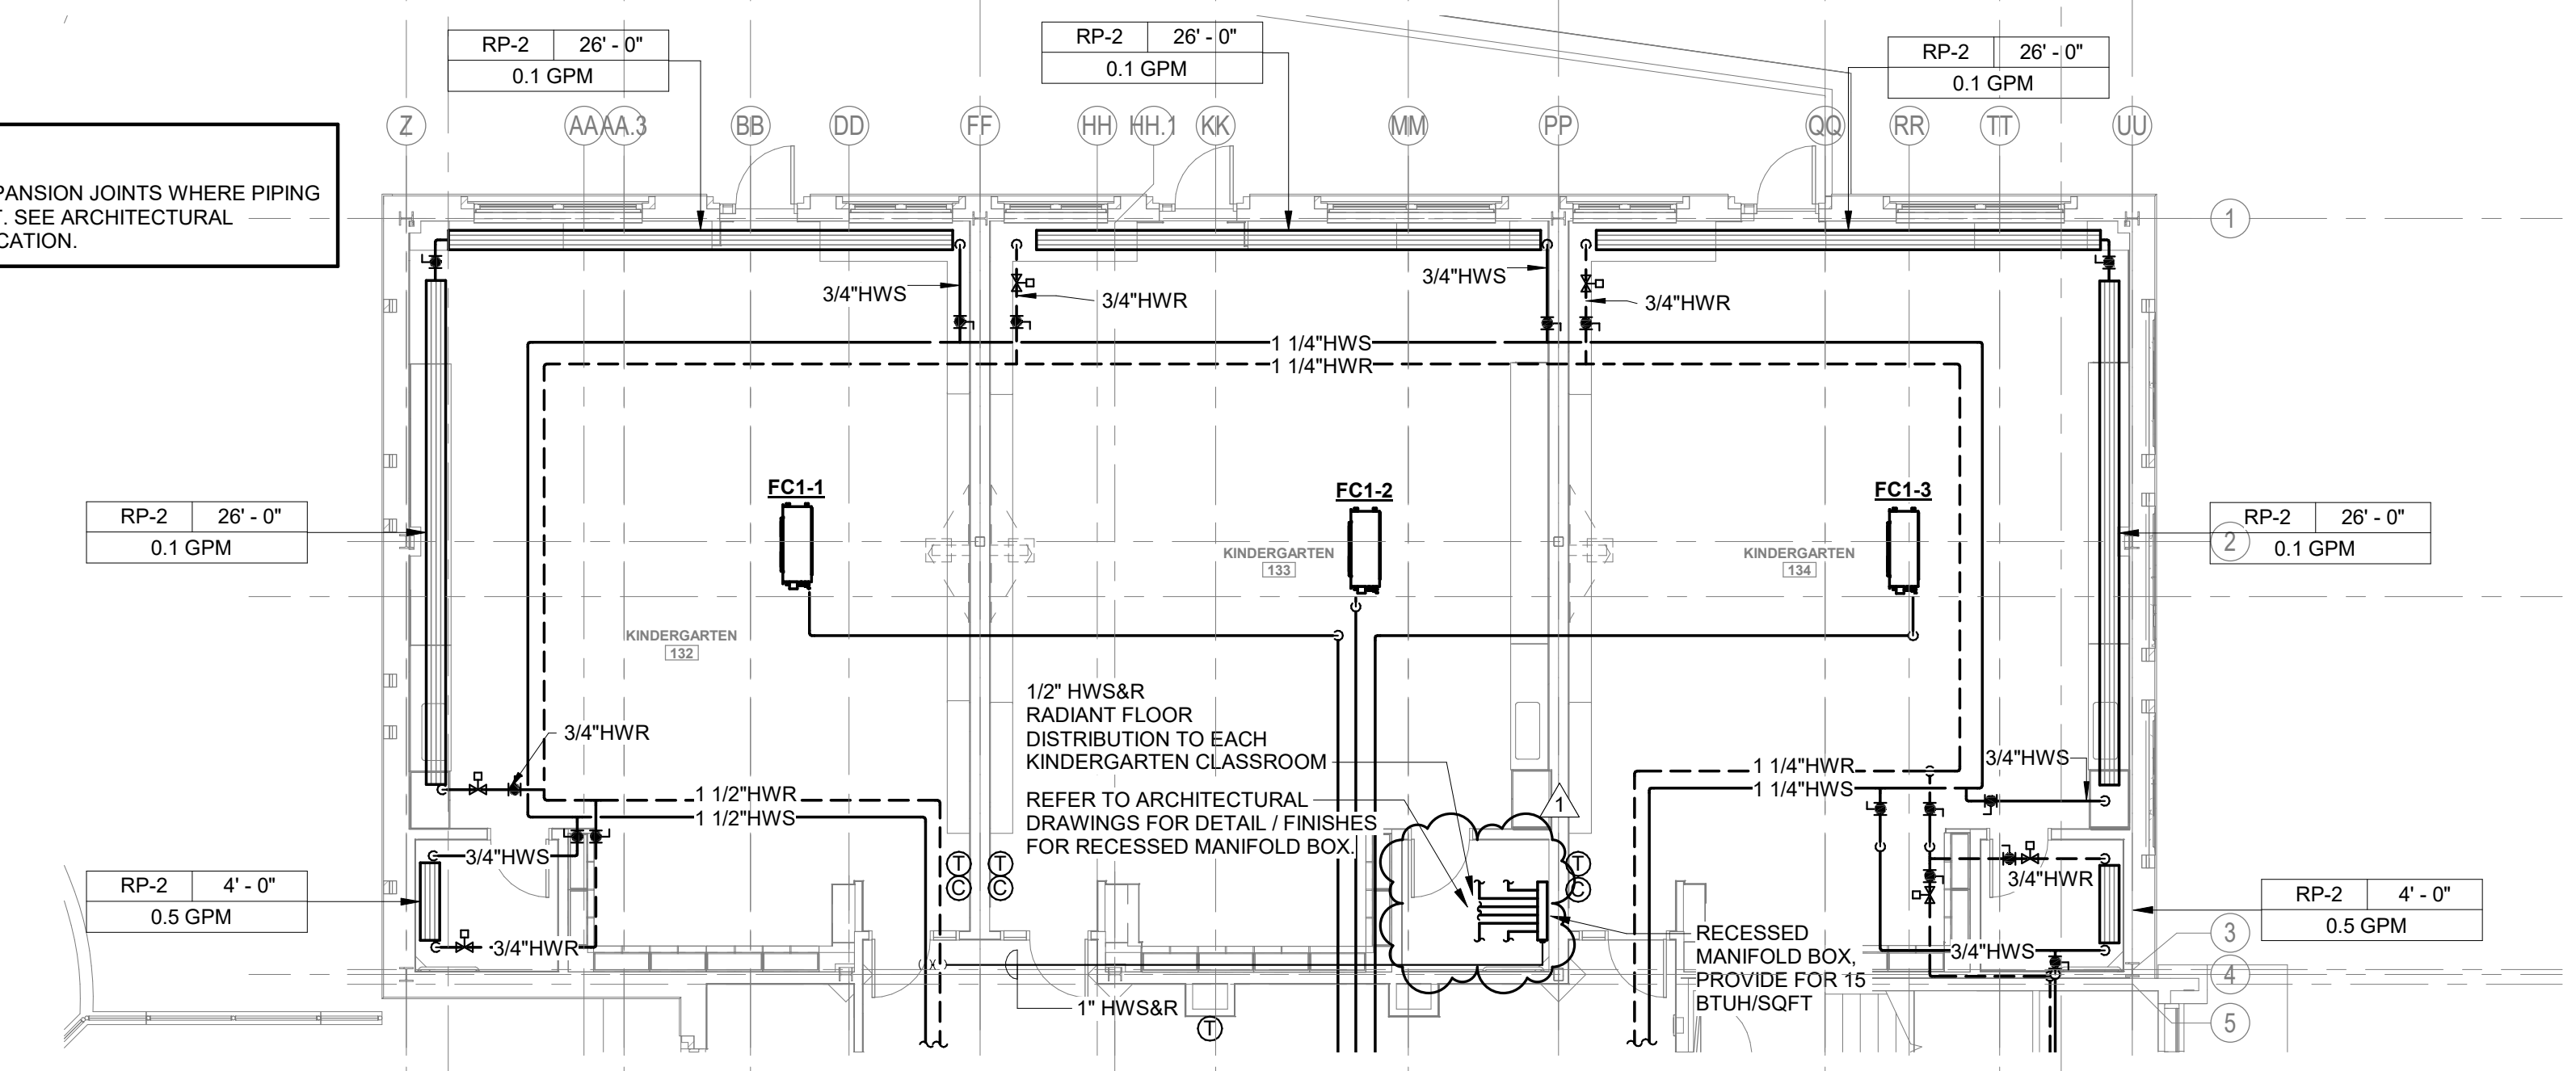 RP-2 26' - 0"
0.1 GPM
RP-2 26' - 0"
0.1 GPM
RP-2 26' - 0"
0.1 GPM
Z AA AA.3 BB DD FF HH HH.1 KK MM PP QQ RR TT UU
PANSION JOINTS WHERE PIPING
T. SEE ARCHITECTURAL
CATION.
1
3/4"HWS
3/4"HWR
3/4"HWS
3/4"HWR
1 1/4"HWS
1 1/4"HWR
FC1-1
FC1-2
FC1-3
RP-2 26' - 0"
0.1 GPM
KINDERGARTEN
133
KINDERGARTEN
134
RP-2 26' - 0"
2
0.1 GPM
KINDERGARTEN
132
1/2" HWS&R
RADIANT FLOOR
DISTRIBUTION TO EACH
KINDERGARTEN CLASSROOM
3/4"HWR
3/4"HWS
1 1/2"HWR
1 1/2"HWS
REFER TO ARCHITECTURAL
DRAWINGS FOR DETAIL / FINISHES
FOR RECESSED MANIFOLD BOX.
1
1 1/4"HWR
1 1/4"HWS
3/4"HWS
T
C
T
C
T
C
3/4"HWR
RP-2 4' - 0"
0.5 GPM
RP-2 4' - 0"
0.5 GPM
3/4"HWR
3/4"HWS
RECESSED
MANIFOLD BOX,
PROVIDE FOR 15
BTUH/SQFT
3
4
5
1" HWS&R
T